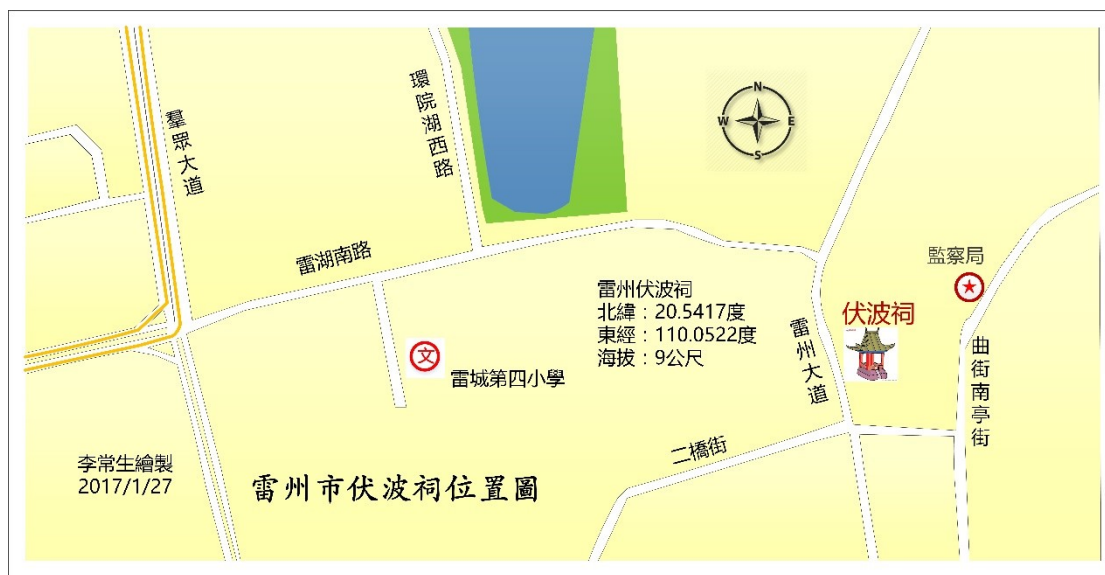 羣眾大道
環院湖西路
N
W
E
S
雷湖南路
監察局
雷州伏波祠
北緯：20.5417度
東經：110.0522度
海拔：9公尺
伏波祠
雷州大道
曲街南亭街
文
雷城第四小學
二橋街
李常生繪製
2017/1/27
雷州市伏波祠位置圖